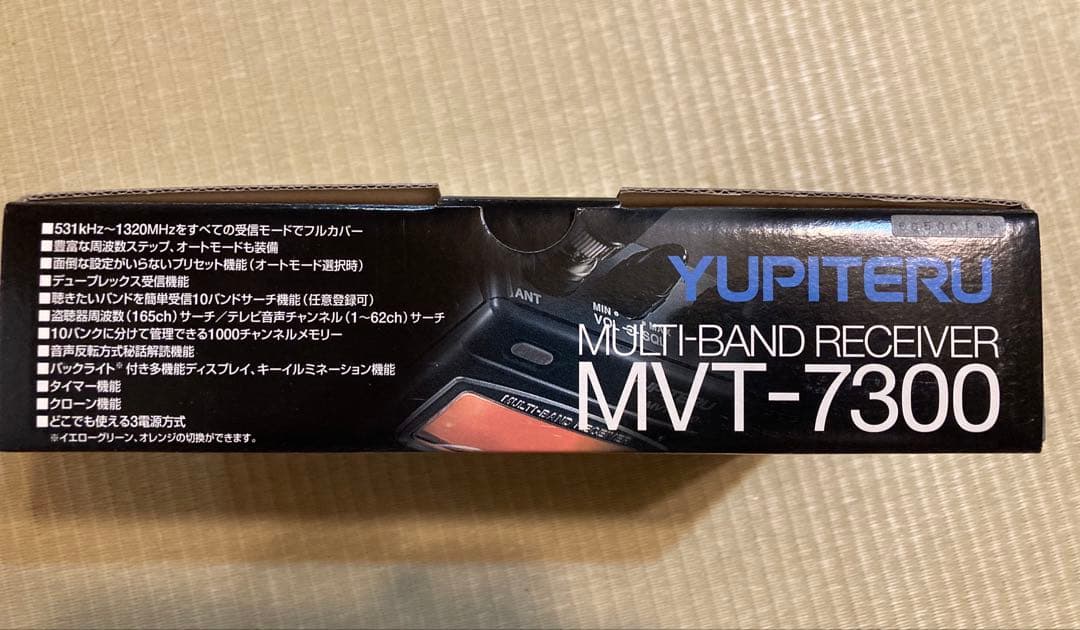 ■531kHz〜1320MHzをすべての受信モードでフルカバー
■豊富な周波数ステップ、オートモードも装備
■面倒な設定がいらないプリセット機能(オートモード選択時)
■デュープレックス受信機能
■聴きたいバンドを簡単受信10バンドサーチ機能(任意登録可)
■盗聴器周波数(165ch)サーチ/テレビ音声チャンネル(1〜62ch)サーチ
■10バンクに分けて管理できる1000チャンネルメモリー
■音声反転方式秘話解読機能
■バックライト※付き多機能ディスプレイ、キーイルミネーション機能
■タイマー機能
■クローン機能
■どこでも使える3電源方式
※イエローグリーン、オレンジの切換ができます。
ANT
MIN
VOL
SQL
MULTI-BAND RECEIVER
YUPITERU
MULTI-BAND RECEIVER
MVT-7300